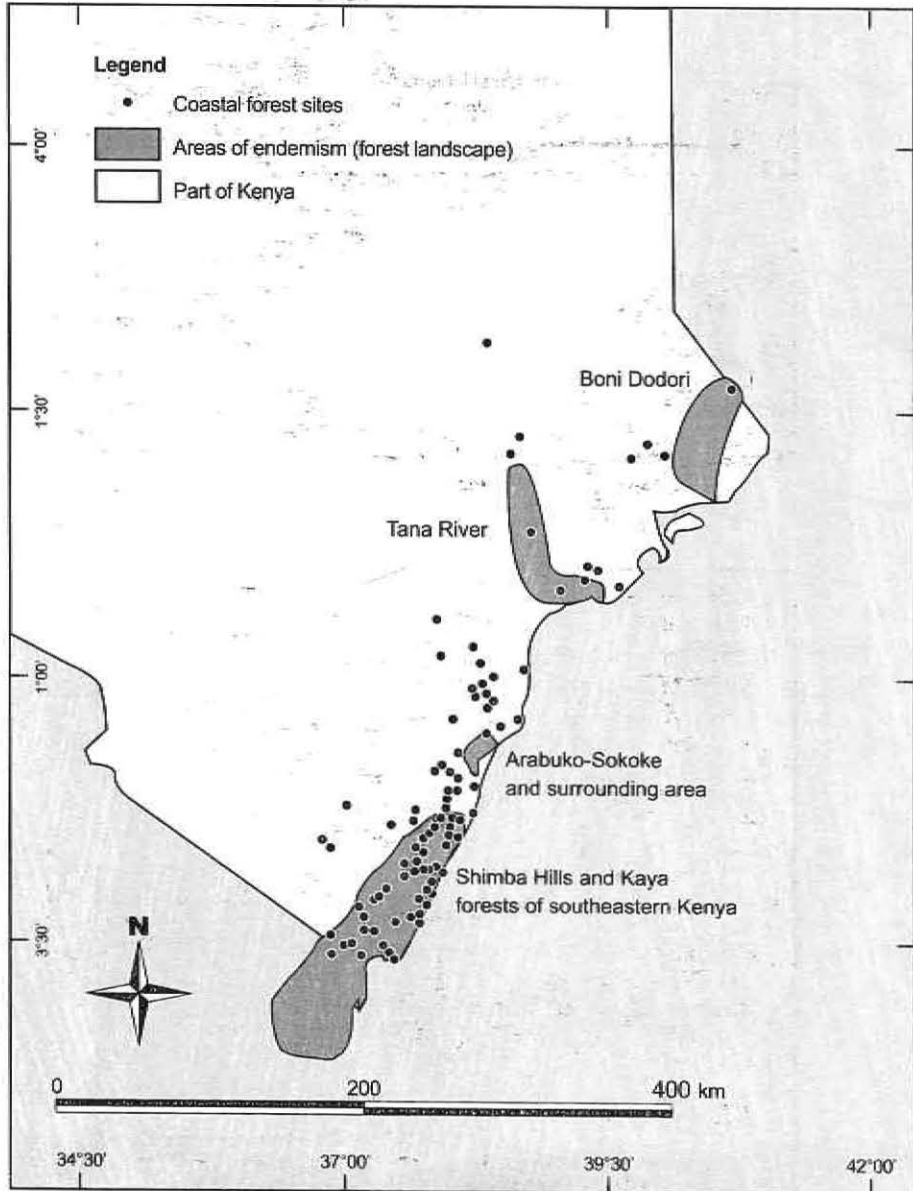 Legend
Coastal forest sites
Areas of endemism (forest landscape)
Part of Kenya
4°00'
Boni Dodori
1°30'
Tana River
1°00'
Arabuko-Sokoke
and surrounding area
Shimba Hills and Kaya
forests of southeastern Kenya
3°30'
N
0
200
400 km
34°30'
37°00'
39°30'
42°00'